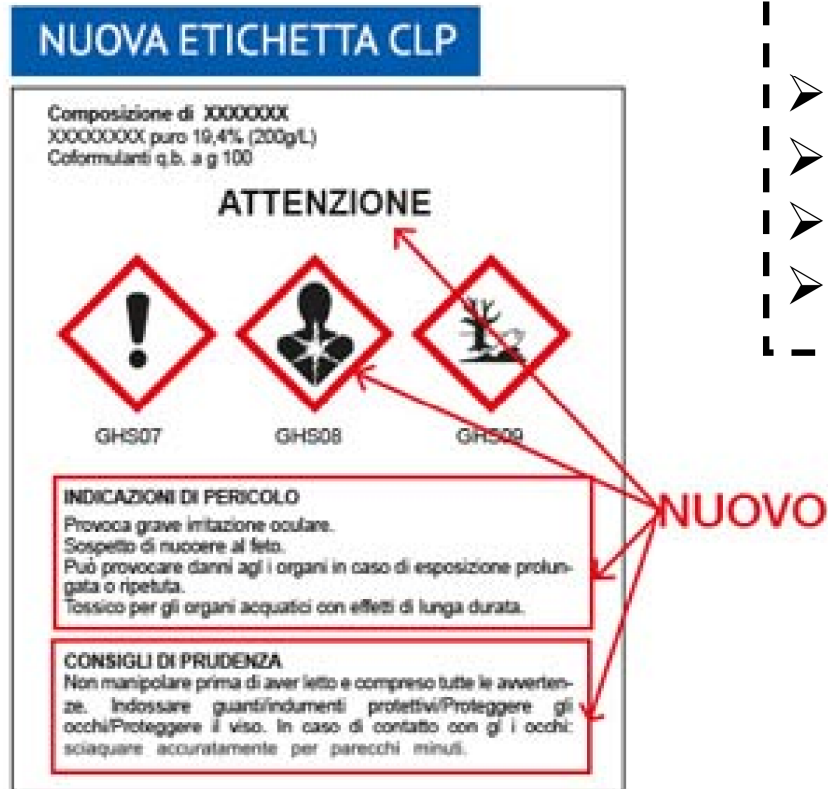 NUOVA ETICHETTA CLP
Composizione di XXXXXXX
XXXXXXXX puro 19,4% (200g/L)
Coformulanti q.b. a g 100
ATTENZIONE
GHS07 GHS08 GHS09
NUOVO
INDICAZIONI DI PERICOLO
Provoca grave irritazione oculare.
Sospetto di nuocere al feto.
Può provocare danni agl i organi in caso di esposizione prolun-
gata o ripetuta.
Tossico per gli organi acquatici con effetti di lunga durata.
CONSIGLI DI PRUDENZA
Non manipolare prima di aver letto e compreso tutte le avverten-
ze. Indossare guanti/indumenti protettivi/Proteggere gli
occhi/Proteggere il viso. In caso di contatto con gl i occhi:
sciaquare accuratamente per parecchi minuti.